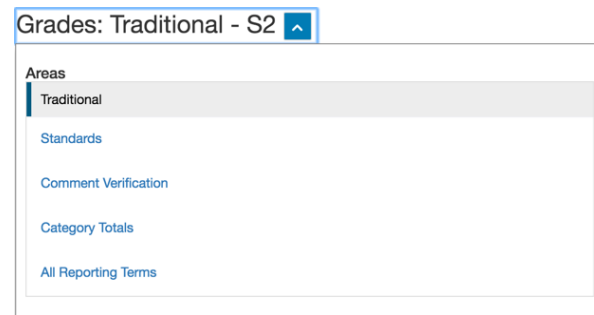 Grades: Traditional - S2
Areas
Traditional
Standards
Comment Verification
Category Totals
All Reporting Terms